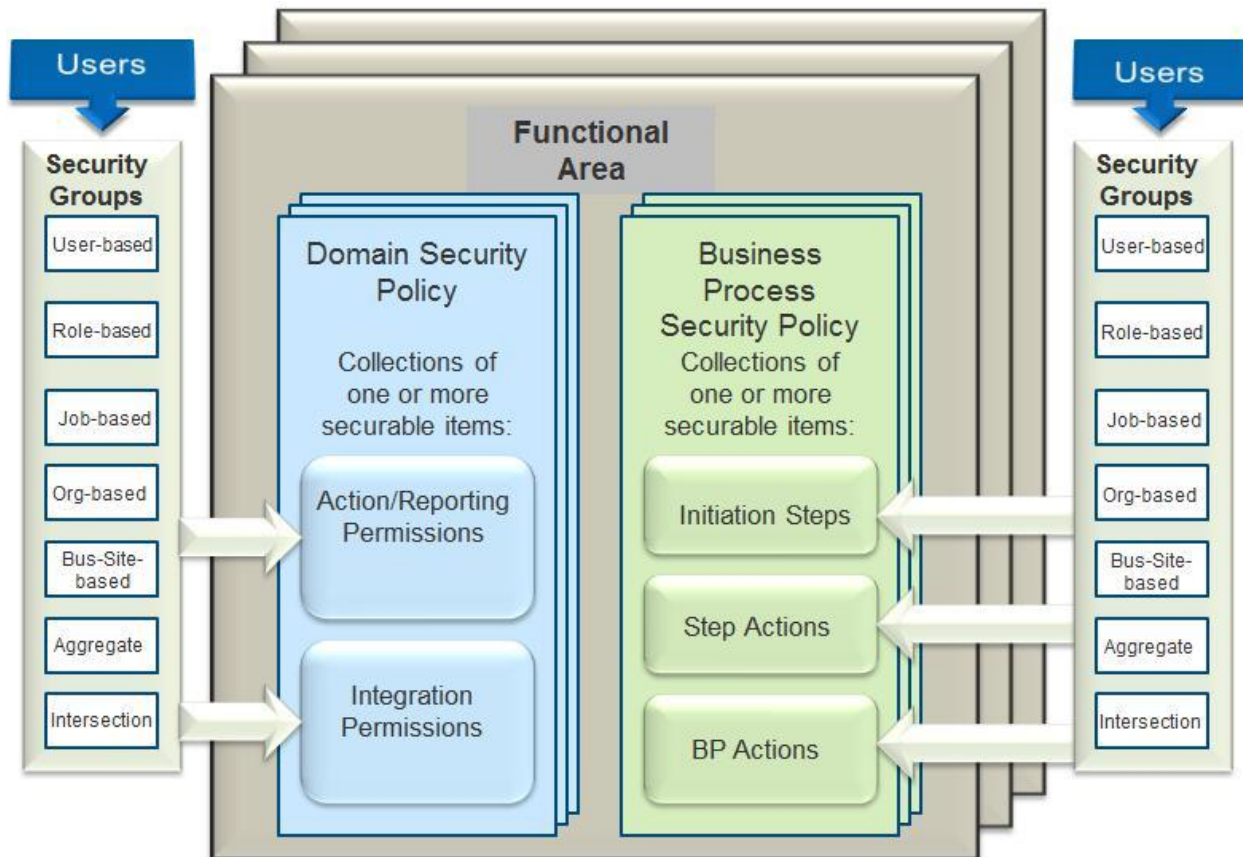 Users
Security
Groups
User-based
Role-based
Job-based
Org-based
Bus-Site-
based
Aggregate
Intersection
Functional
Area
Domain Security
Policy
Collections of
one or more
securable items:
Action/Reporting
Permissions
Integration
Permissions
Business
Process
Security Policy
Collections of
one or more
securable items:
Initiation Steps
Step Actions
BP Actions
Users
Security
Groups
User-based
Role-based
Job-based
Org-based
Bus-Site-
based
Aggregate
Intersection